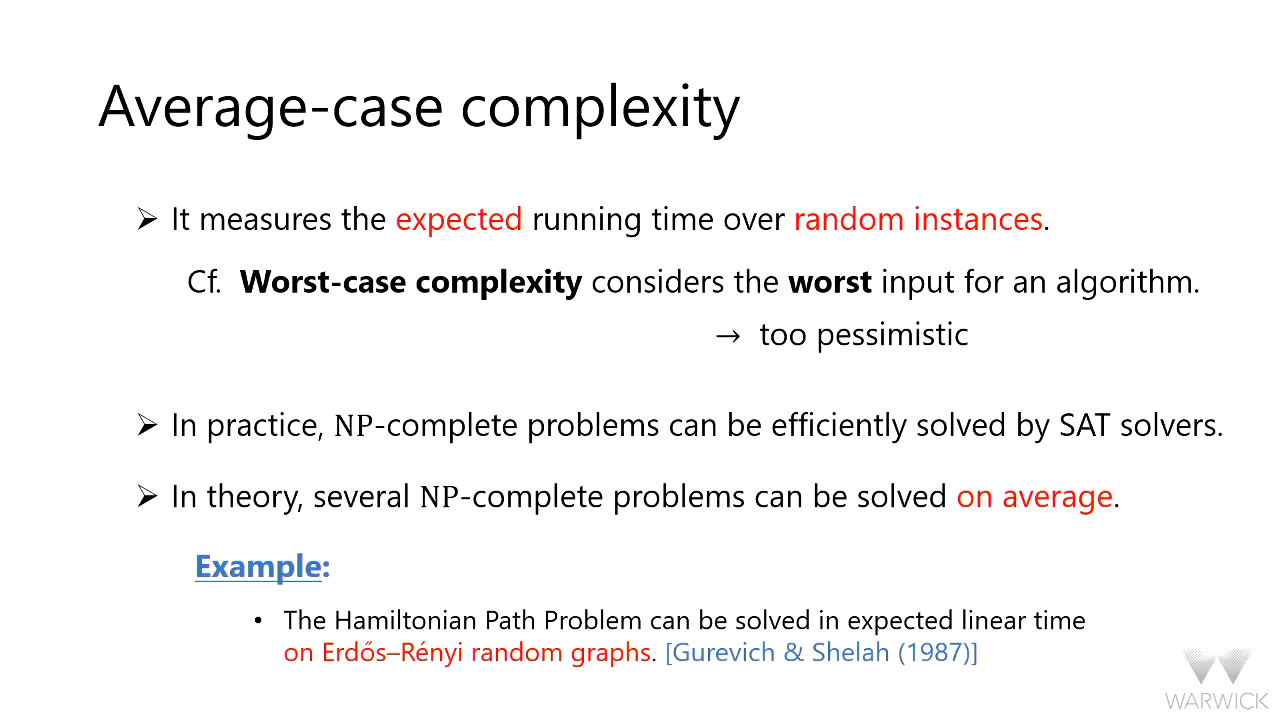 Average-case complexity
➢ It measures the expected running time over random instances.
Cf. Worst-case complexity considers the worst input for an algorithm.
→ too pessimistic
➢ In practice, NP-complete problems can be efficiently solved by SAT solvers.
➢ In theory, several NP-complete problems can be solved on average.
Example:
• The Hamiltonian Path Problem can be solved in expected linear time
on Erdős–Rényi random graphs. [Gurevich & Shelah (1987)]
WARWICK